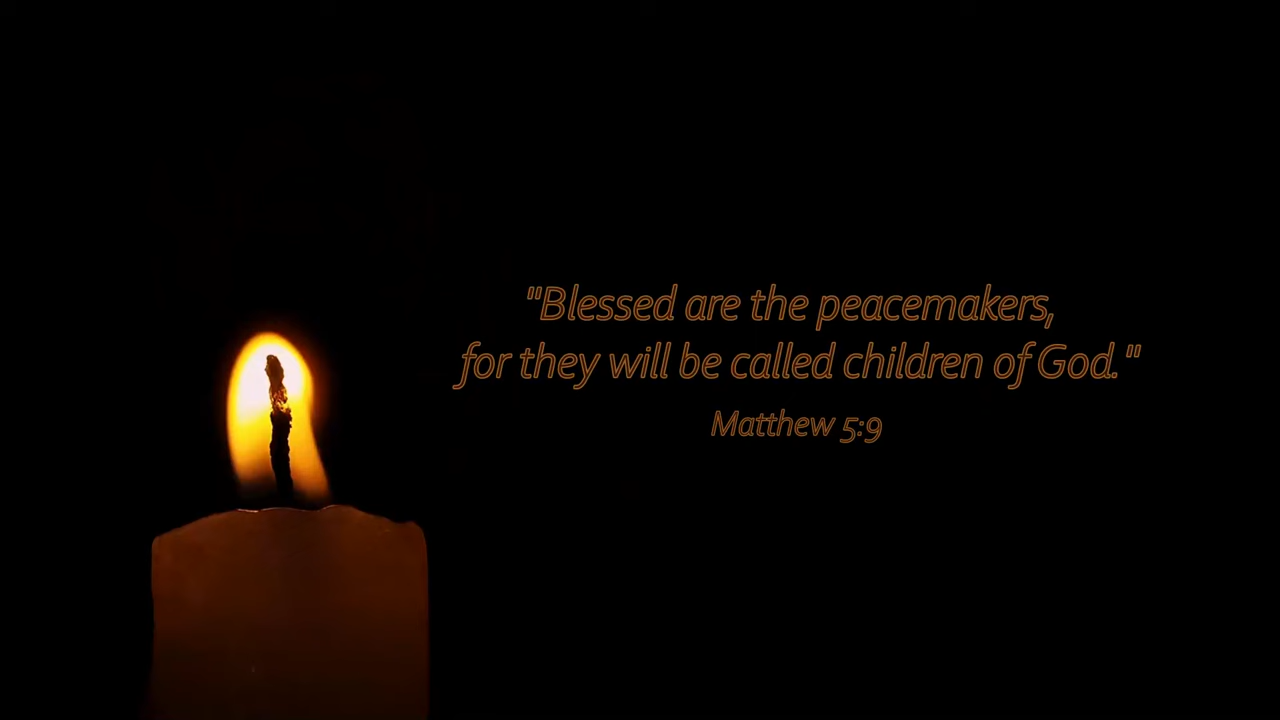 "Blessed are the peacemakers,
for they will be called children of God."
Matthew 5:9